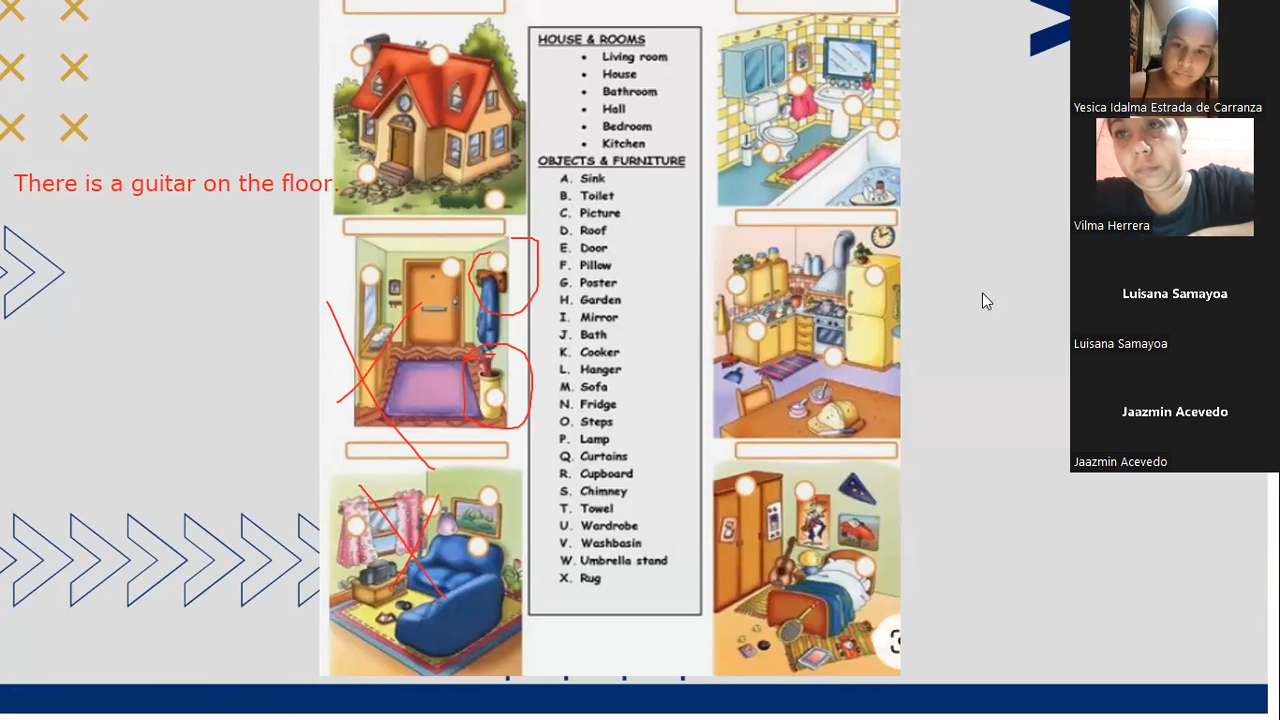 There is a guitar on the floor.
HOUSE & ROOMS
• Living room
• House
• Bathroom
• Hall
• Bedroom
• Kitchen
OBJECTS & FURNITURE
A. Sink
B. Toilet
C. Picture
D. Roof
E. Door
F. Pillow
G. Poster
H. Garden
I. Mirror
J. Bath
K. Cooker
L. Hanger
M. Sofa
N. Fridge
O. Steps
P. Lamp
Q. Curtains
R. Cupboard
S. Chimney
T. Towel
U. Wardrobe
V. Washbasin
W. Umbrella stand
X. Rug
Yesica Idalma Estrada de Carranza
Vilma Herrera
Luisana Samayoa
Luisana Samayoa
Jaazmin Acevedo
Jaazmin Acevedo